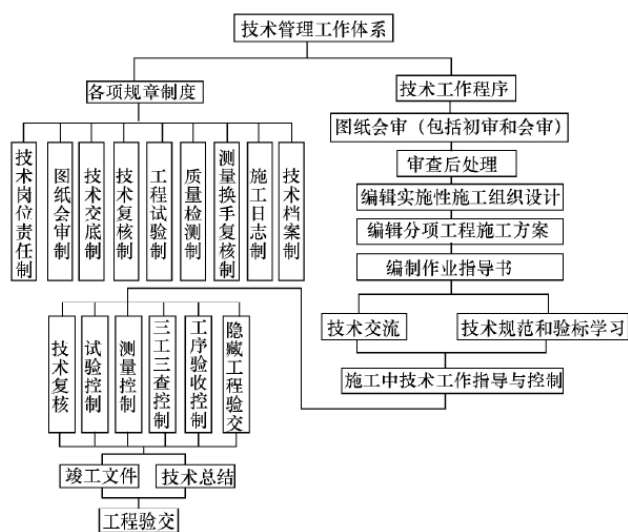 技术管理工作体系
各项规章制度
技术工作程序
技术岗位责任制
图纸会审制
技术交底制
技术复核制
工程试验制
质量检测制
测量换手复核制
施工日志制
技术档案制
图纸会审（包括初审和会审）
审查后处理
编辑实施性施工组织设计
编辑分项工程施工方案
编制作业指导书
技术交流
技术规范和验标学习
施工中技术工作指导与控制
技术复核
试验控制
测量控制
三工三查控制
工序验收控制
隐藏工程验交
竣工文件
技术总结
工程验交